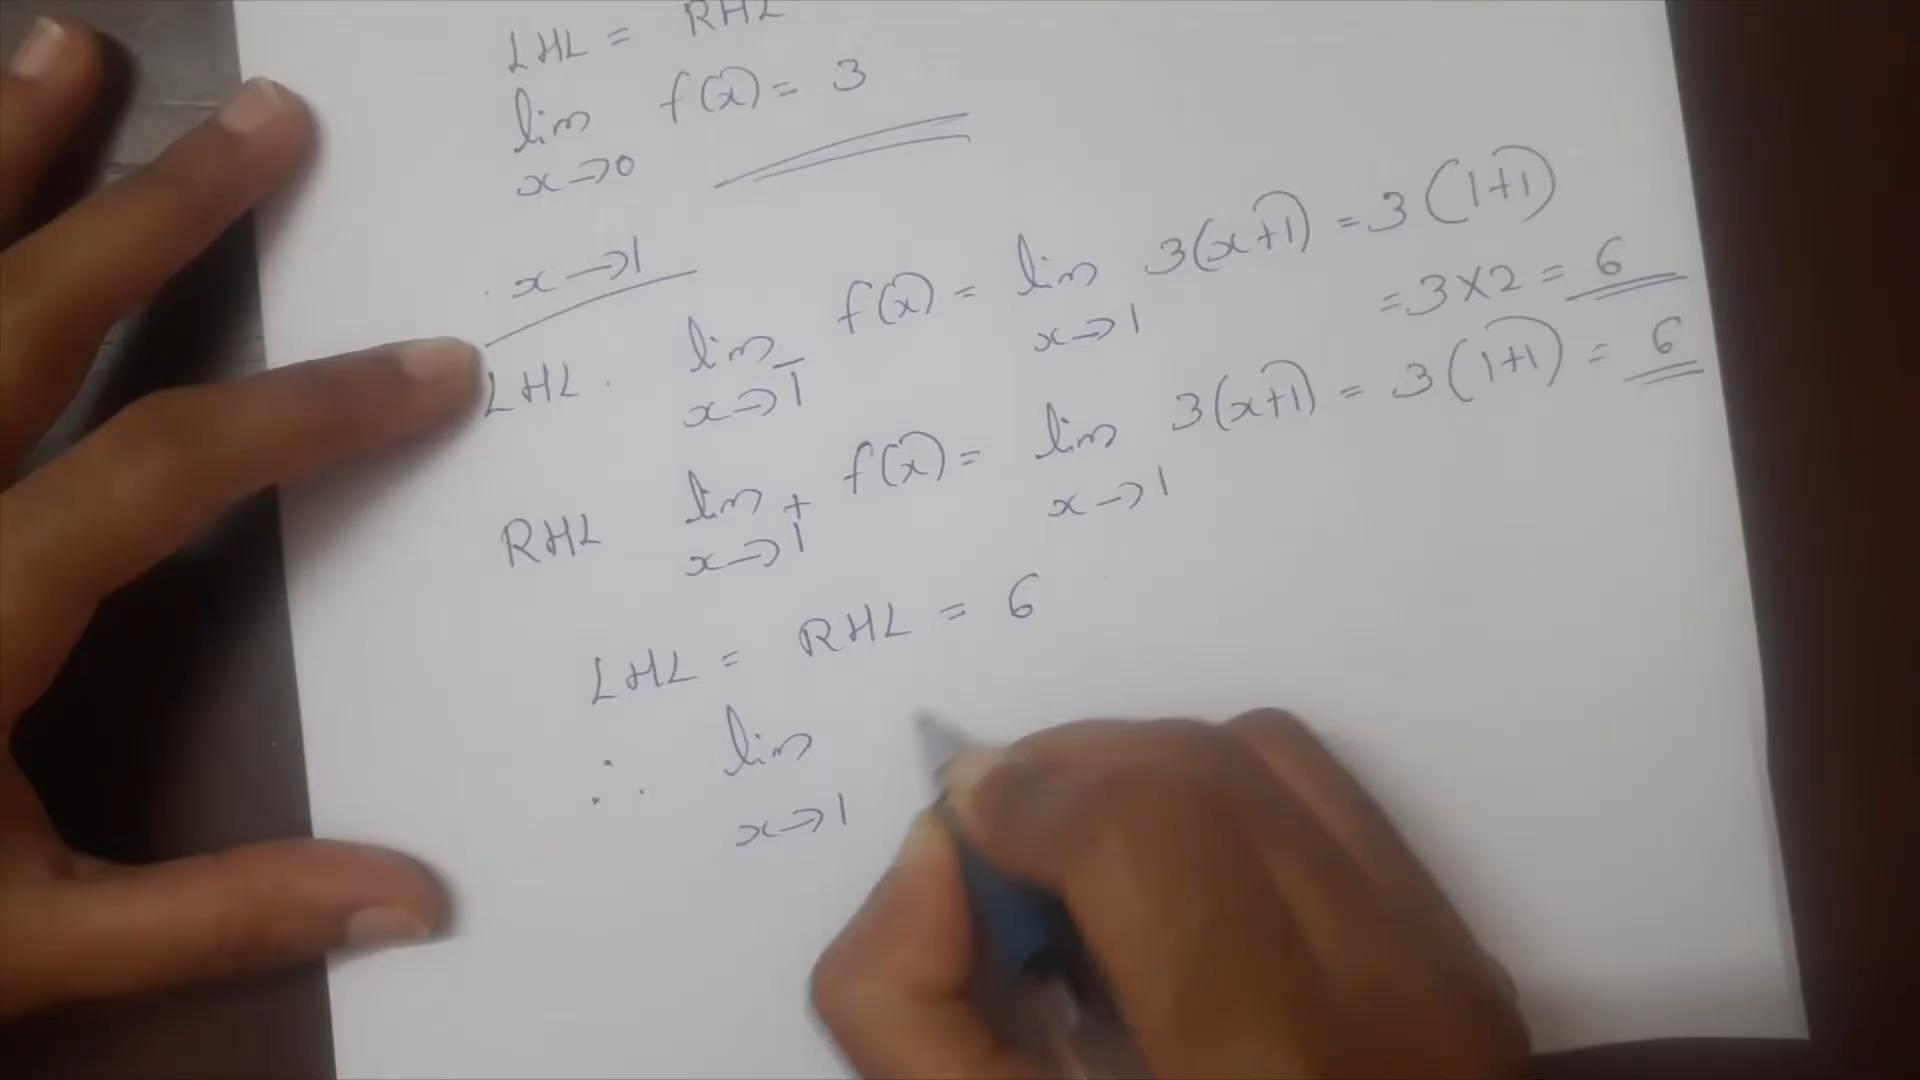 LHL = RHL
lim f(x) = 3
x→0
x→1
LHL. lim f(x) = lim 3(x+1) = 3(1+1)
x→1⁻ x→1 = 3×2 = 6
RHL lim f(x) = lim 3(x+1) = 3(1+1) = 6
x→1⁺ x→1
LHL = RHL = 6
∴ lim
x→1